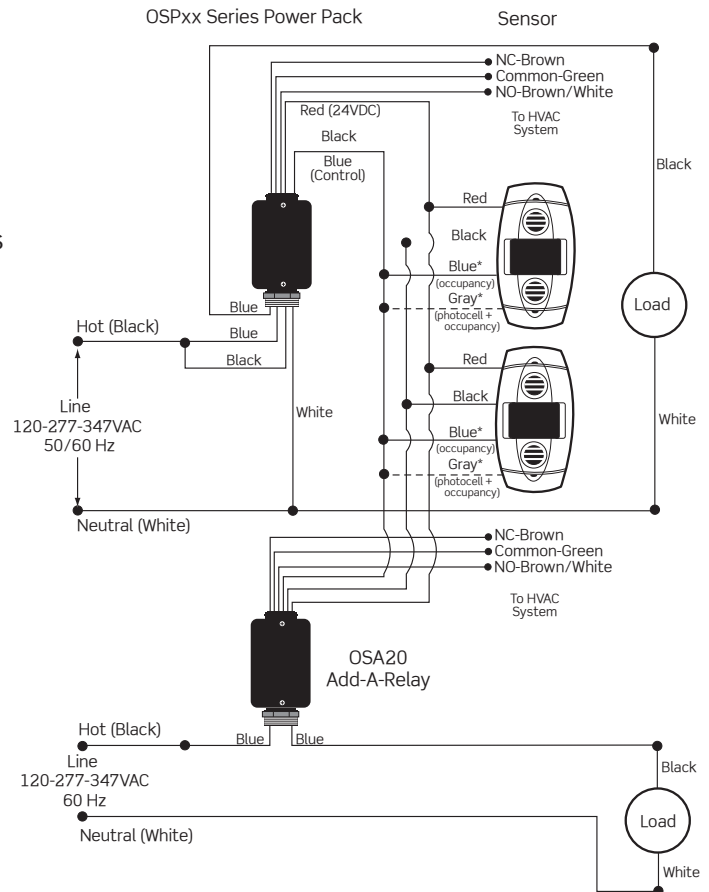 OSPxx Series Power Pack
Sensor
NC-Brown
Common-Green
NO-Brown/White
Red (24VDC)
To HVAC
System
Black
Blue
(Control)
Black
Red
Black
s
Blue*
(occupancy)
Gray*
(photocell +
occupancy)
Load
Blue
Hot (Black)
Blue
Black
Red
Line
120-277-347VAC
50/60 Hz
White
Black
White
Blue*
(occupancy)
Gray*
(photocell +
occupancy)
Neutral (White)
NC-Brown
Common-Green
NO-Brown/White
To HVAC
System
OSA20
Add-A-Relay
Hot (Black)
Blue
Blue
Line
120-277-347VAC
60 Hz
Black
Load
Neutral (White)
White